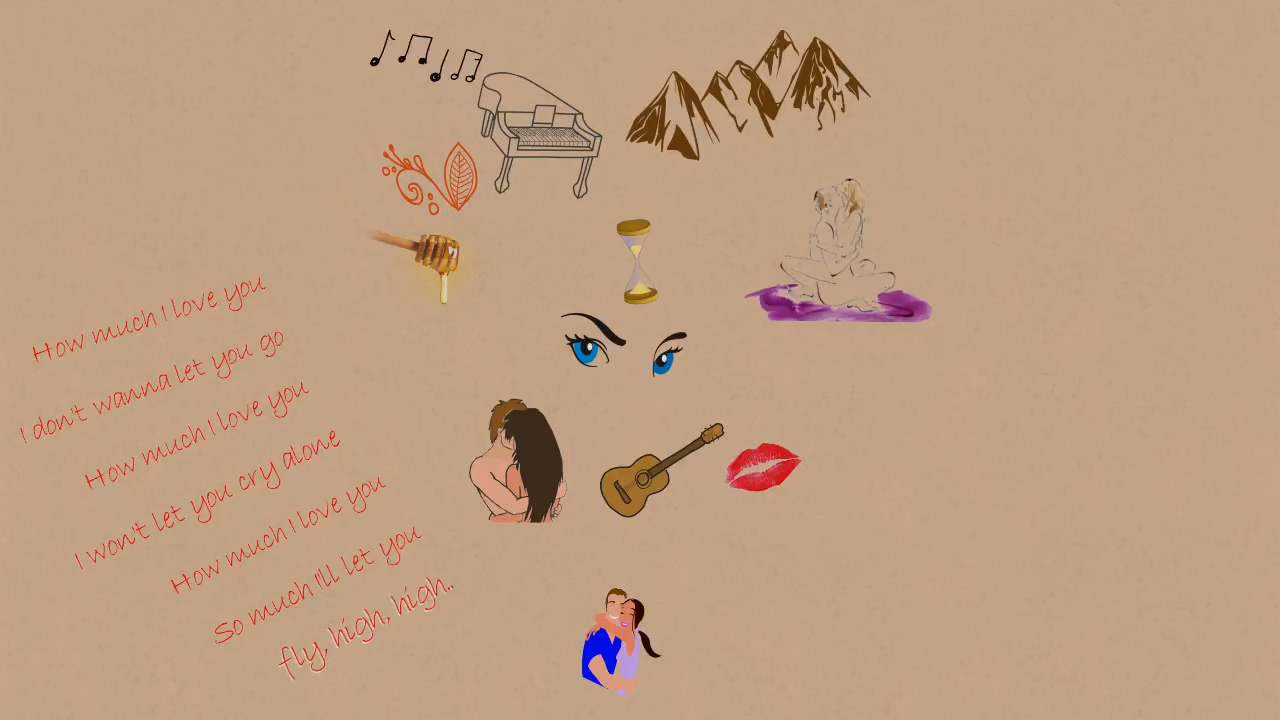 How much I love you
I don't wanna let you go
How much I love you
I won't let you cry alone
How much I love you
So much i'll let you
fly, high, high..